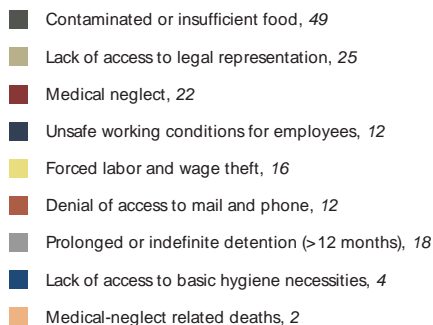 Contaminated or insufficient food, 49
Lack of access to legal representation, 25
Medical neglect, 22
Unsafe working conditions for employees, 12
Forced labor and wage theft, 16
Denial of access to mail and phone, 12
Prolonged or indefinite detention (>12 months), 18
Lack of access to basic hygiene necessities, 4
Medical-neglect related deaths, 2